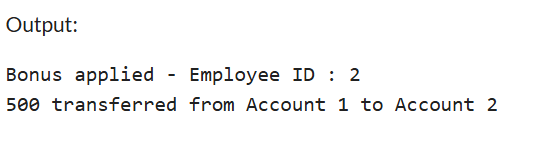 Output:
Bonus applied - Employee ID : 2
500 transferred from Account 1 to Account 2